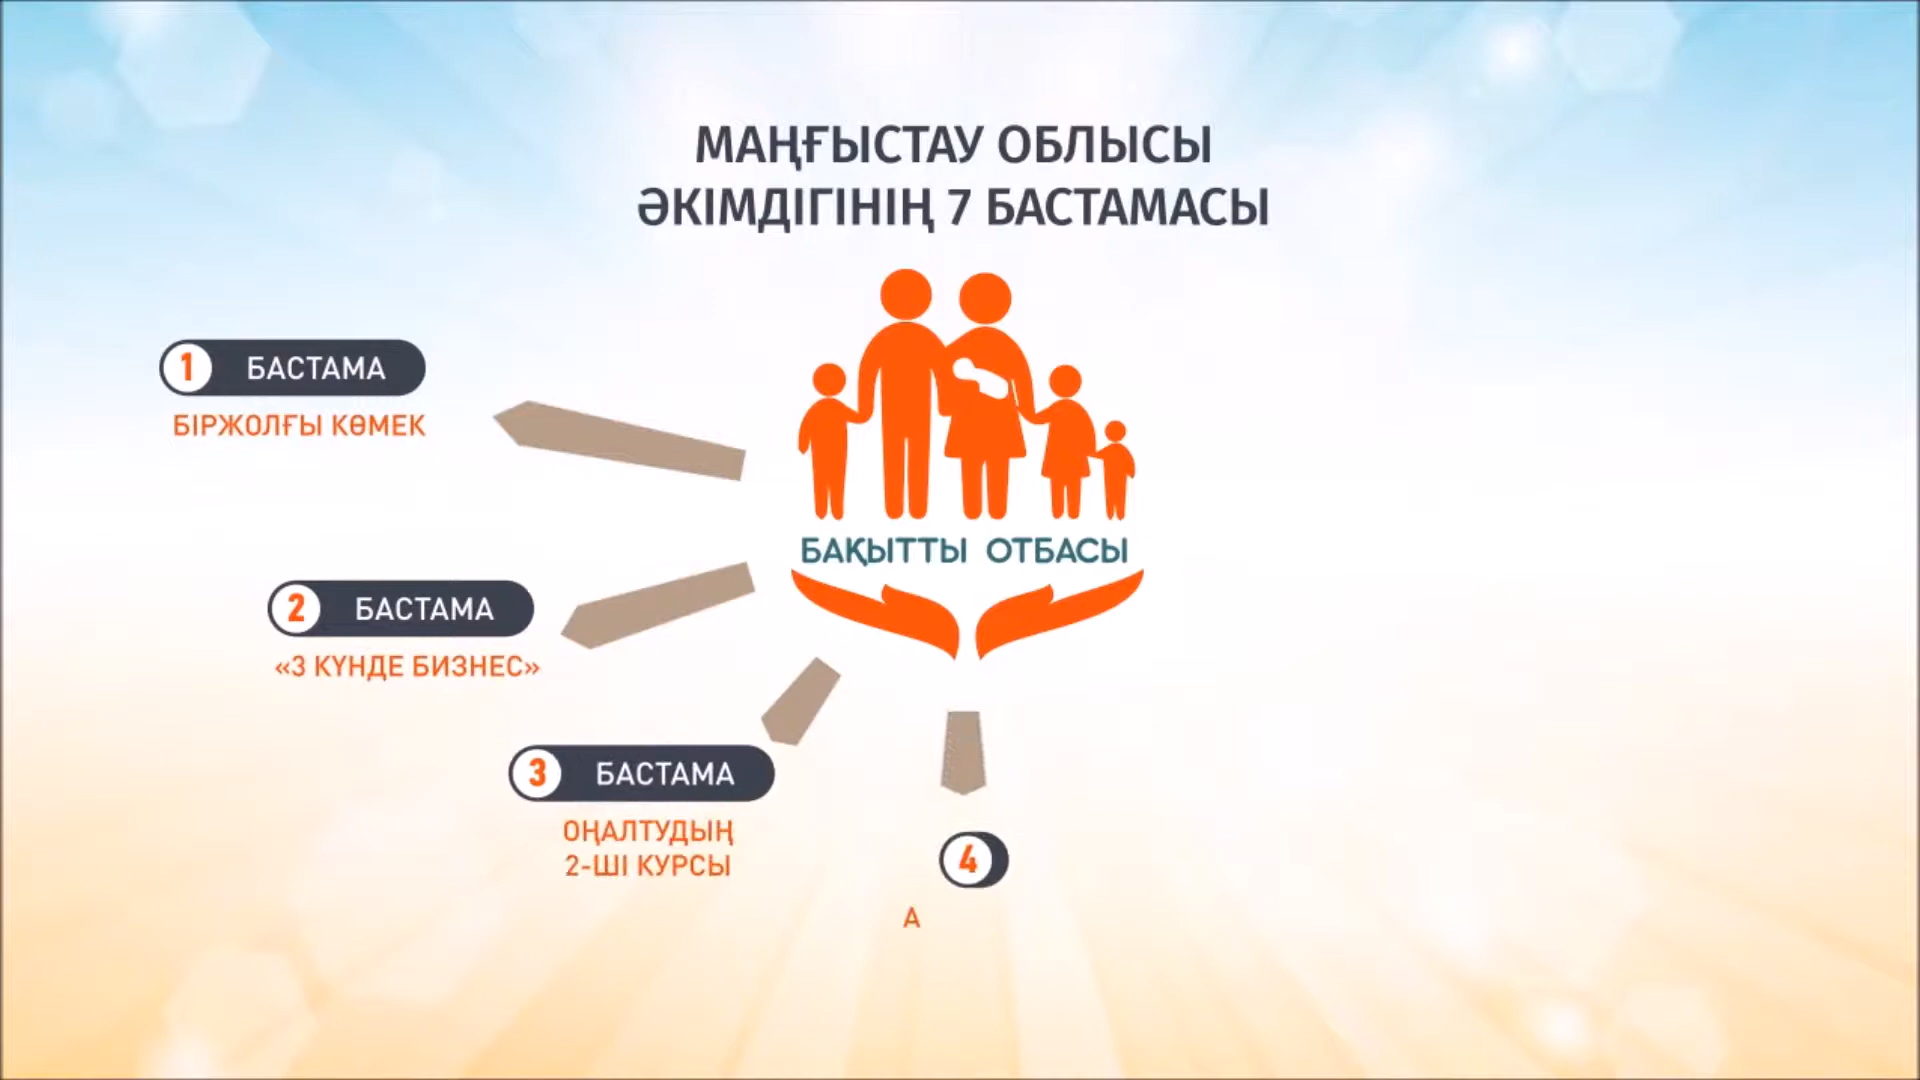 МАҢҒЫСТАУ ОБЛЫСЫ
ӘКІМДІГІНІҢ 7 БАСТАМАСЫ
БАҚЫТТЫ ОТБАСЫ
1 БАСТАМА
БІРЖОЛҒЫ КӨМЕК
2 БАСТАМА
«3 КҮНДЕ БИЗНЕС»
3 БАСТАМА
ОҢАЛТУДЫҢ
2-ШІ КУРСЫ
4
А